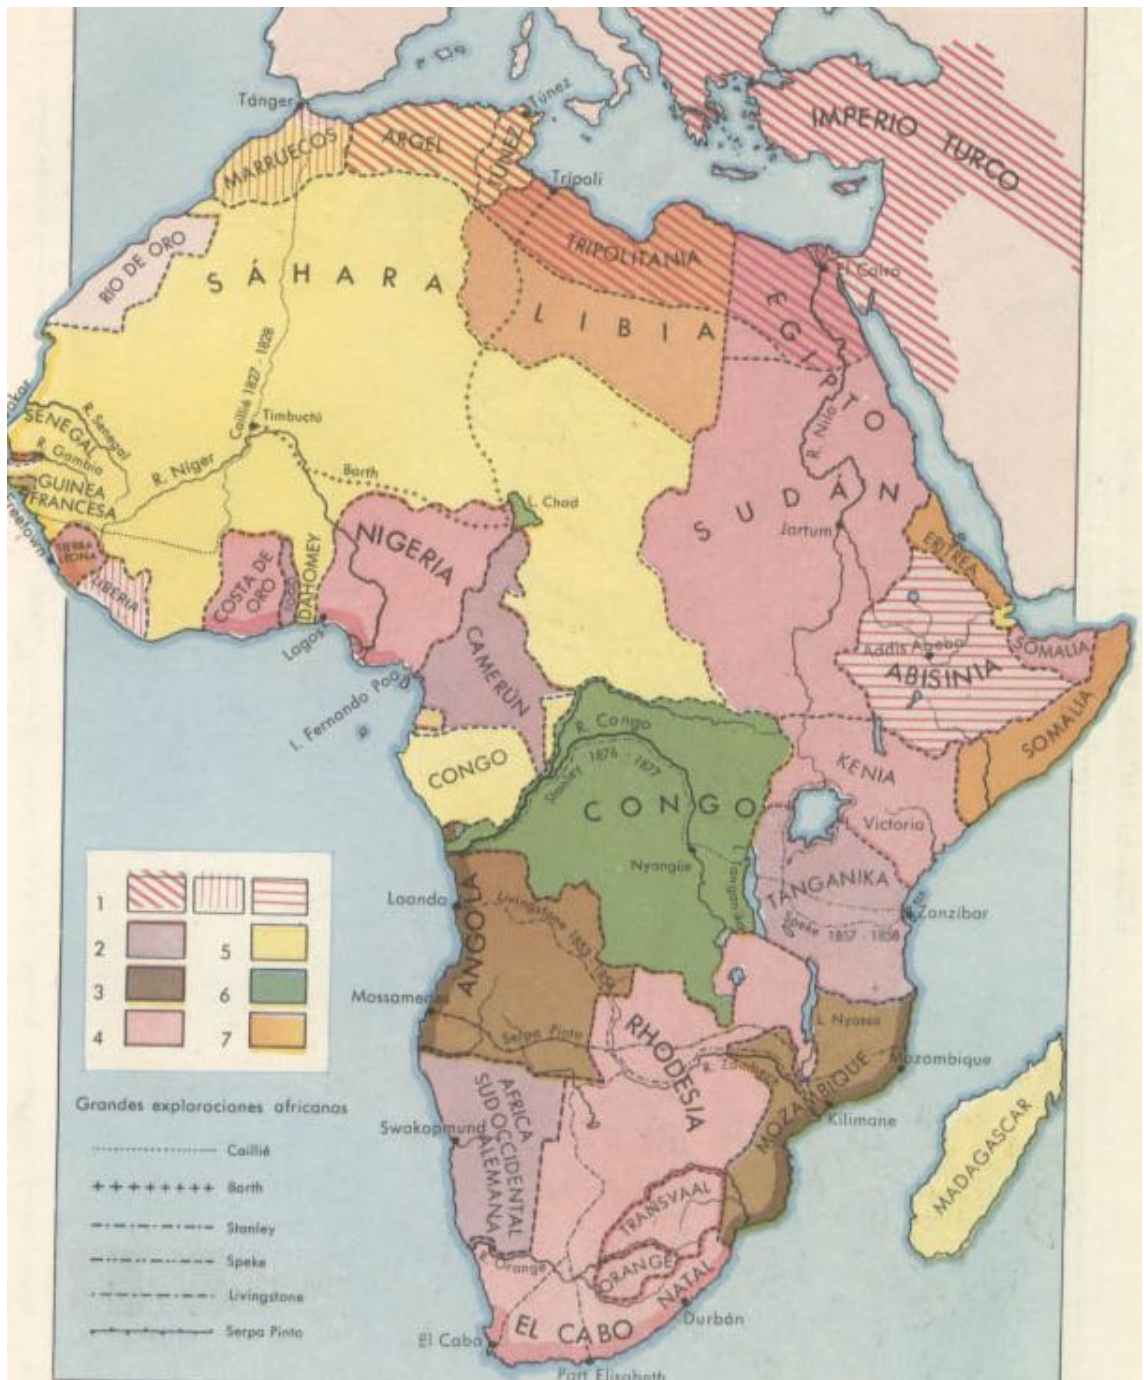 IMPERIO TURCO
Tánger
Túnez
MARRUECOS
ARGEL
TÚNEZ
Trípoli
TRIPOLITANIA
El Cairo
RIO DE ORO
SÁHARA
LIBIA
EGIPTO
R. Nilo
Caillié 1827 - 1828
Timbuctú
SENEGAL
R. Senegal
R. Gambia
R. Níger
Barth
GUINEA
FRANCESA
L. Chad
SUDÁN
Jartum
ERITREA
SIERRA
LIBERIA
COSTA DE
ORO
DAHOMEY
NIGERIA
Lagos
CAMERÚN
I. Fernando Poo
Addis Abeba
ABISINIA
SOMALIA
SOMALIA
R. Congo
Stanley 1876 - 1877
CONGO
CONGO
KENIA
L. Victoria
Nyangüe
TANGANIKA
Speke 1857 - 1858
Zanzibar
Loanda
ANGOLA
Livingstone
Mossamedes
Serpa Pinto
RHODESIA
L. Nyassa
R. Zambeze
MOZAMBIQUE
Mozambique
Kilimane
MADAGASCAR
Swakopmund
AFRICA
SUDOCCIDENTAL
ALEMANA
TRANSVAAL
R. Orange
ORANGE
NATAL
Durbán
EL CABO
El Cabo
Port Elisabeth
1
2
5
3
6
4
7
Grandes exploraciones africanas
Caillié
Barth
Stanley
Speke
Livingstone
Serpa Pinto